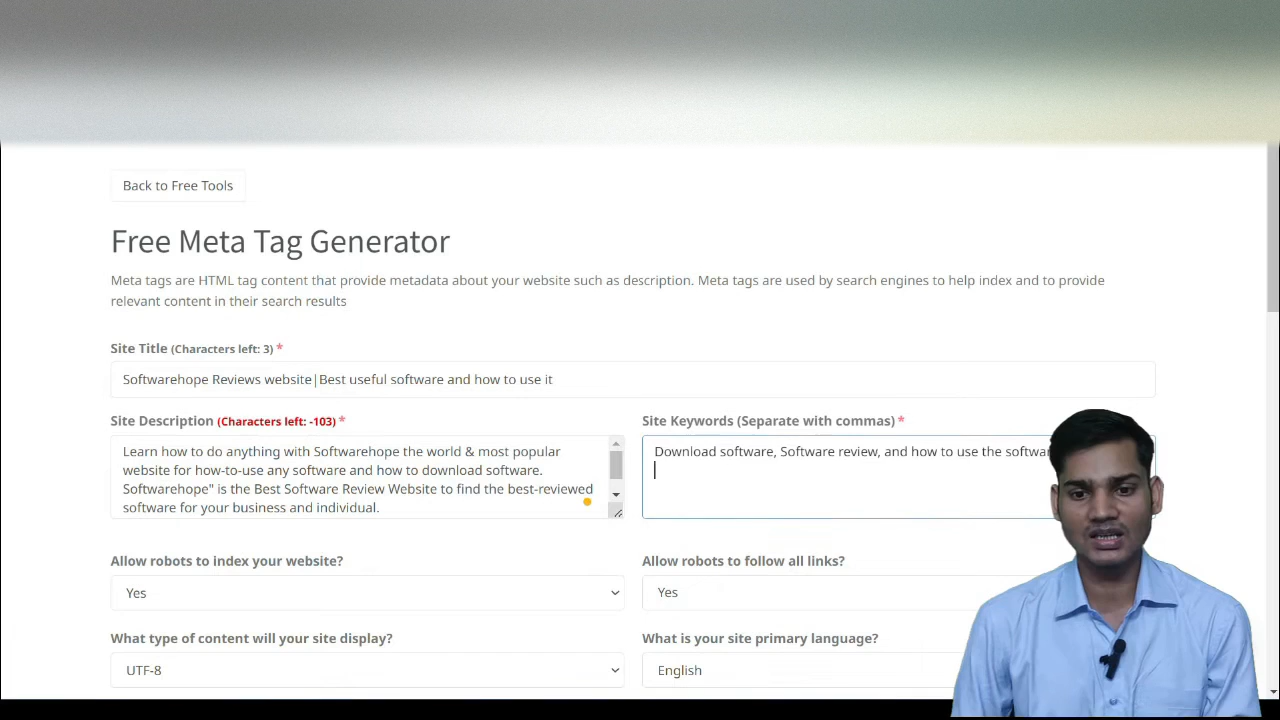 Back to Free Tools
Free Meta Tag Generator
Meta tags are HTML tag content that provide metadata about your website such as description. Meta tags are used by search engines to help index and to provide
relevant content in their search results
Site Title (Characters left: 3) *
Softwarehope Reviews website|Best useful software and how to use it
Site Description (Characters left: -103) *
Site Keywords (Separate with commas) *
Learn how to do anything with Softwarehope the world & most popular
website for how-to-use any software and how to download software.
Softwarehope" is the Best Software Review Website to find the best-reviewed
software for your business and individual.
Download software, Software review, and how to use the
Allow robots to index your website?
Allow robots to follow all links?
Yes
Yes
What type of content will your site display?
What is your site primary language?
UTF-8
English